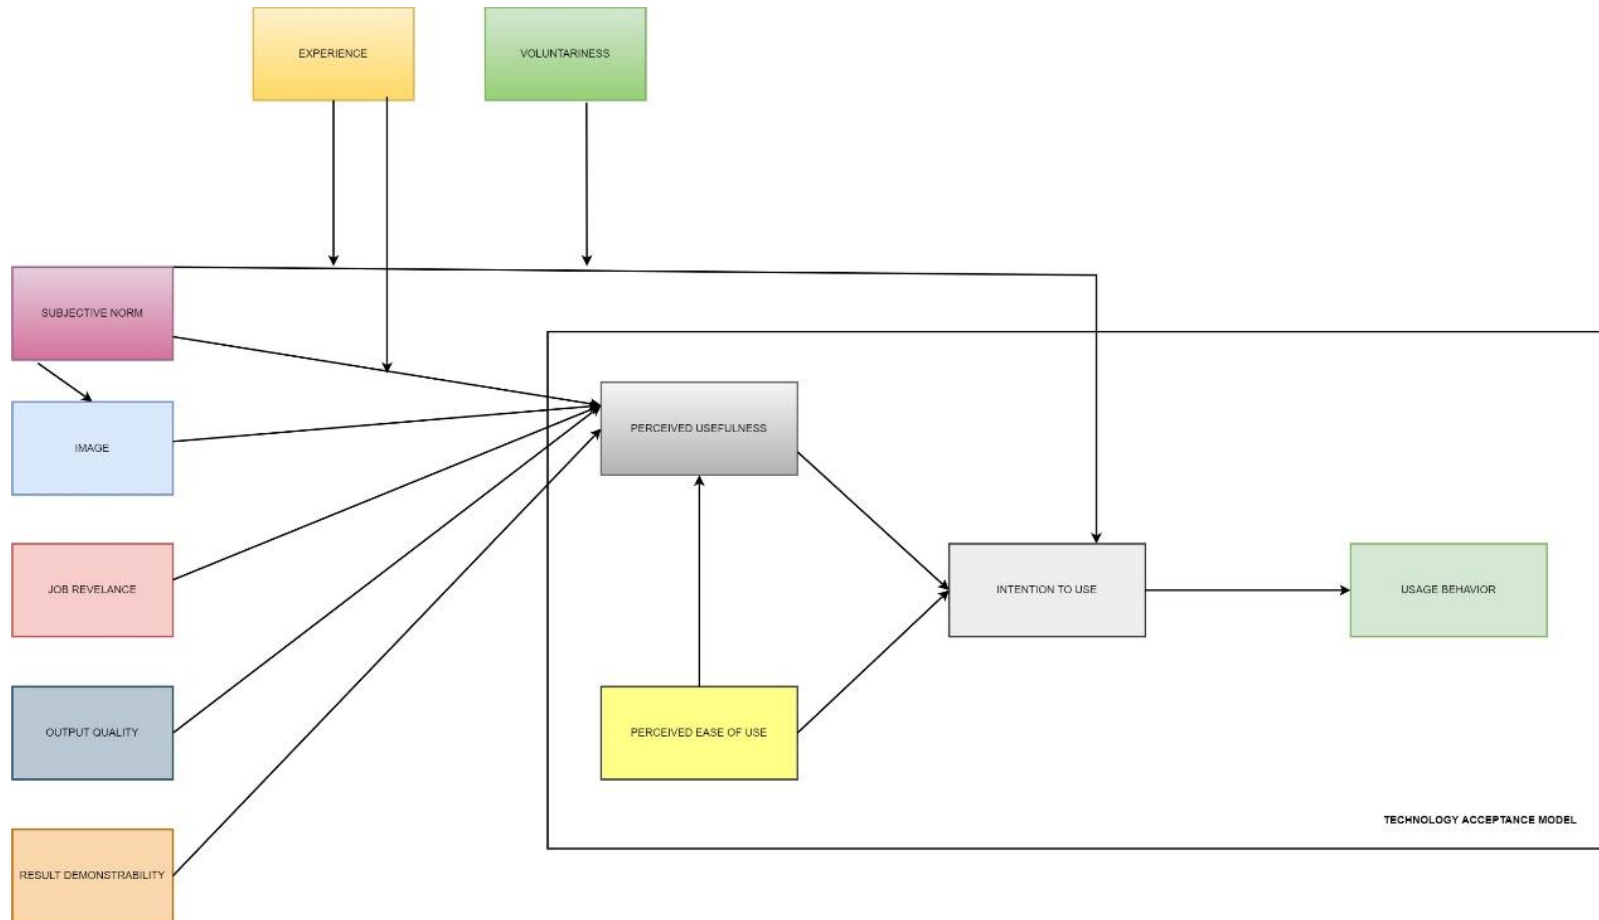 EXPERIENCE
VOLUNTARINESS
SUBJECTIVE NORM
IMAGE
PERCEIVED USEFULNESS
JOB REVELANCE
INTENTION TO USE
USAGE BEHAVIOR
OUTPUT QUALITY
PERCEIVED EASE OF USE
TECHNOLOGY ACCEPTANCE MODEL
RESULT DEMONSTRABILITY